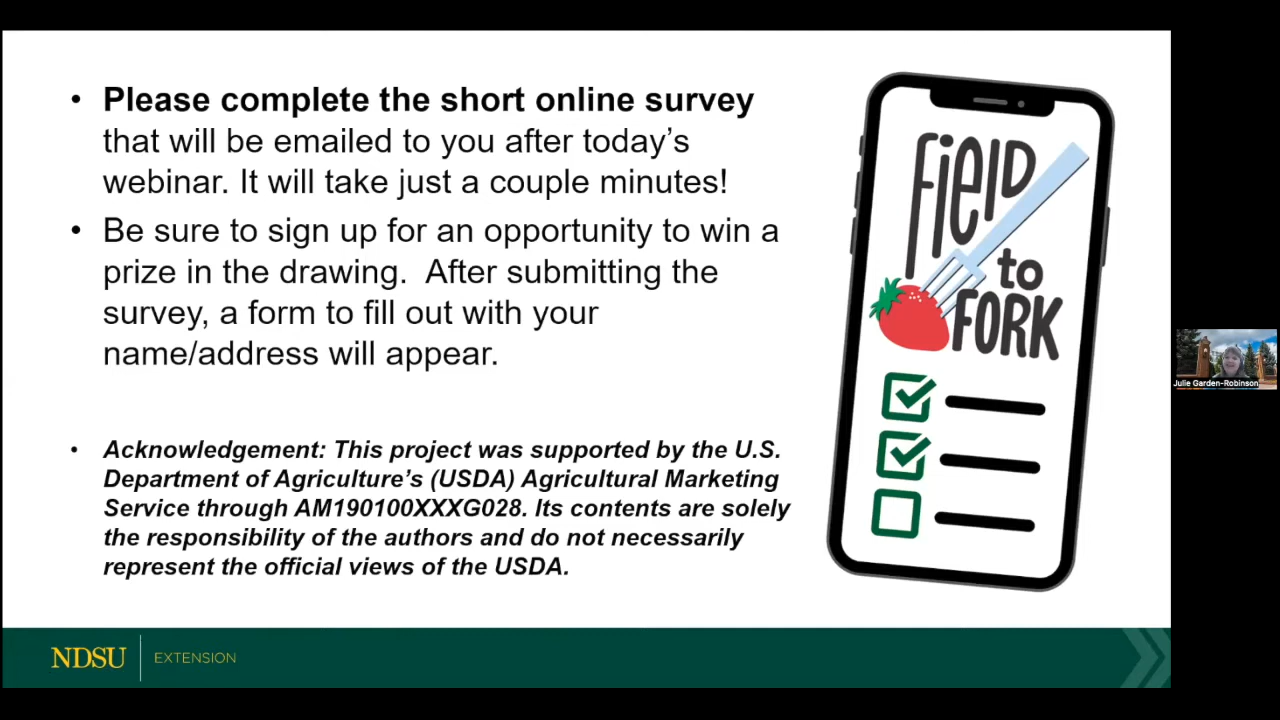 • Please complete the short online survey
that will be emailed to you after today's
webinar. It will take just a couple minutes!
• Be sure to sign up for an opportunity to win a
prize in the drawing.  After submitting the
survey, a form to fill out with your
name/address will appear.
• Acknowledgement: This project was supported by the U.S.
Department of Agriculture's (USDA) Agricultural Marketing
Service through AM190100XXXG028. Its contents are solely
the responsibility of the authors and do not necessarily
represent the official views of the USDA.
FielD
to
FORK
Julie Garden-Robinson
NDSU EXTENSION